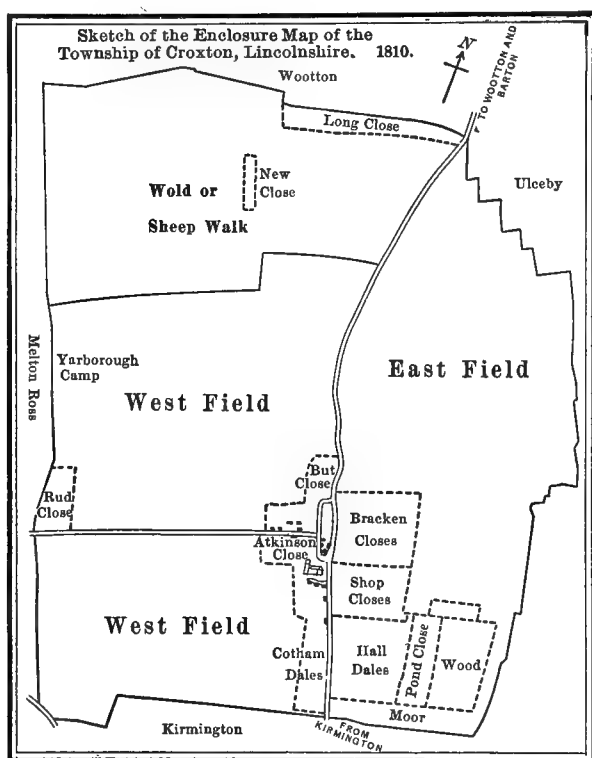 Sketch of the Enclosure Map of the
Township of Croxton, Lincolnshire. 1810.
N
TO WOOTTON AND
BARTON
Wootton
Long Close
New
Close
Wold or
Sheep Walk
Ulceby
Melton Ross
Yarborough
Camp
West Field
East Field
But
Close
Rud
Close
Bracken
Closes
Atkinson
Close
Shop
Closes
West Field
Cotham
Dales
Hall
Dales
Pond Close
Wood
Moor
Kirmington
FROM
KIRMINGTON